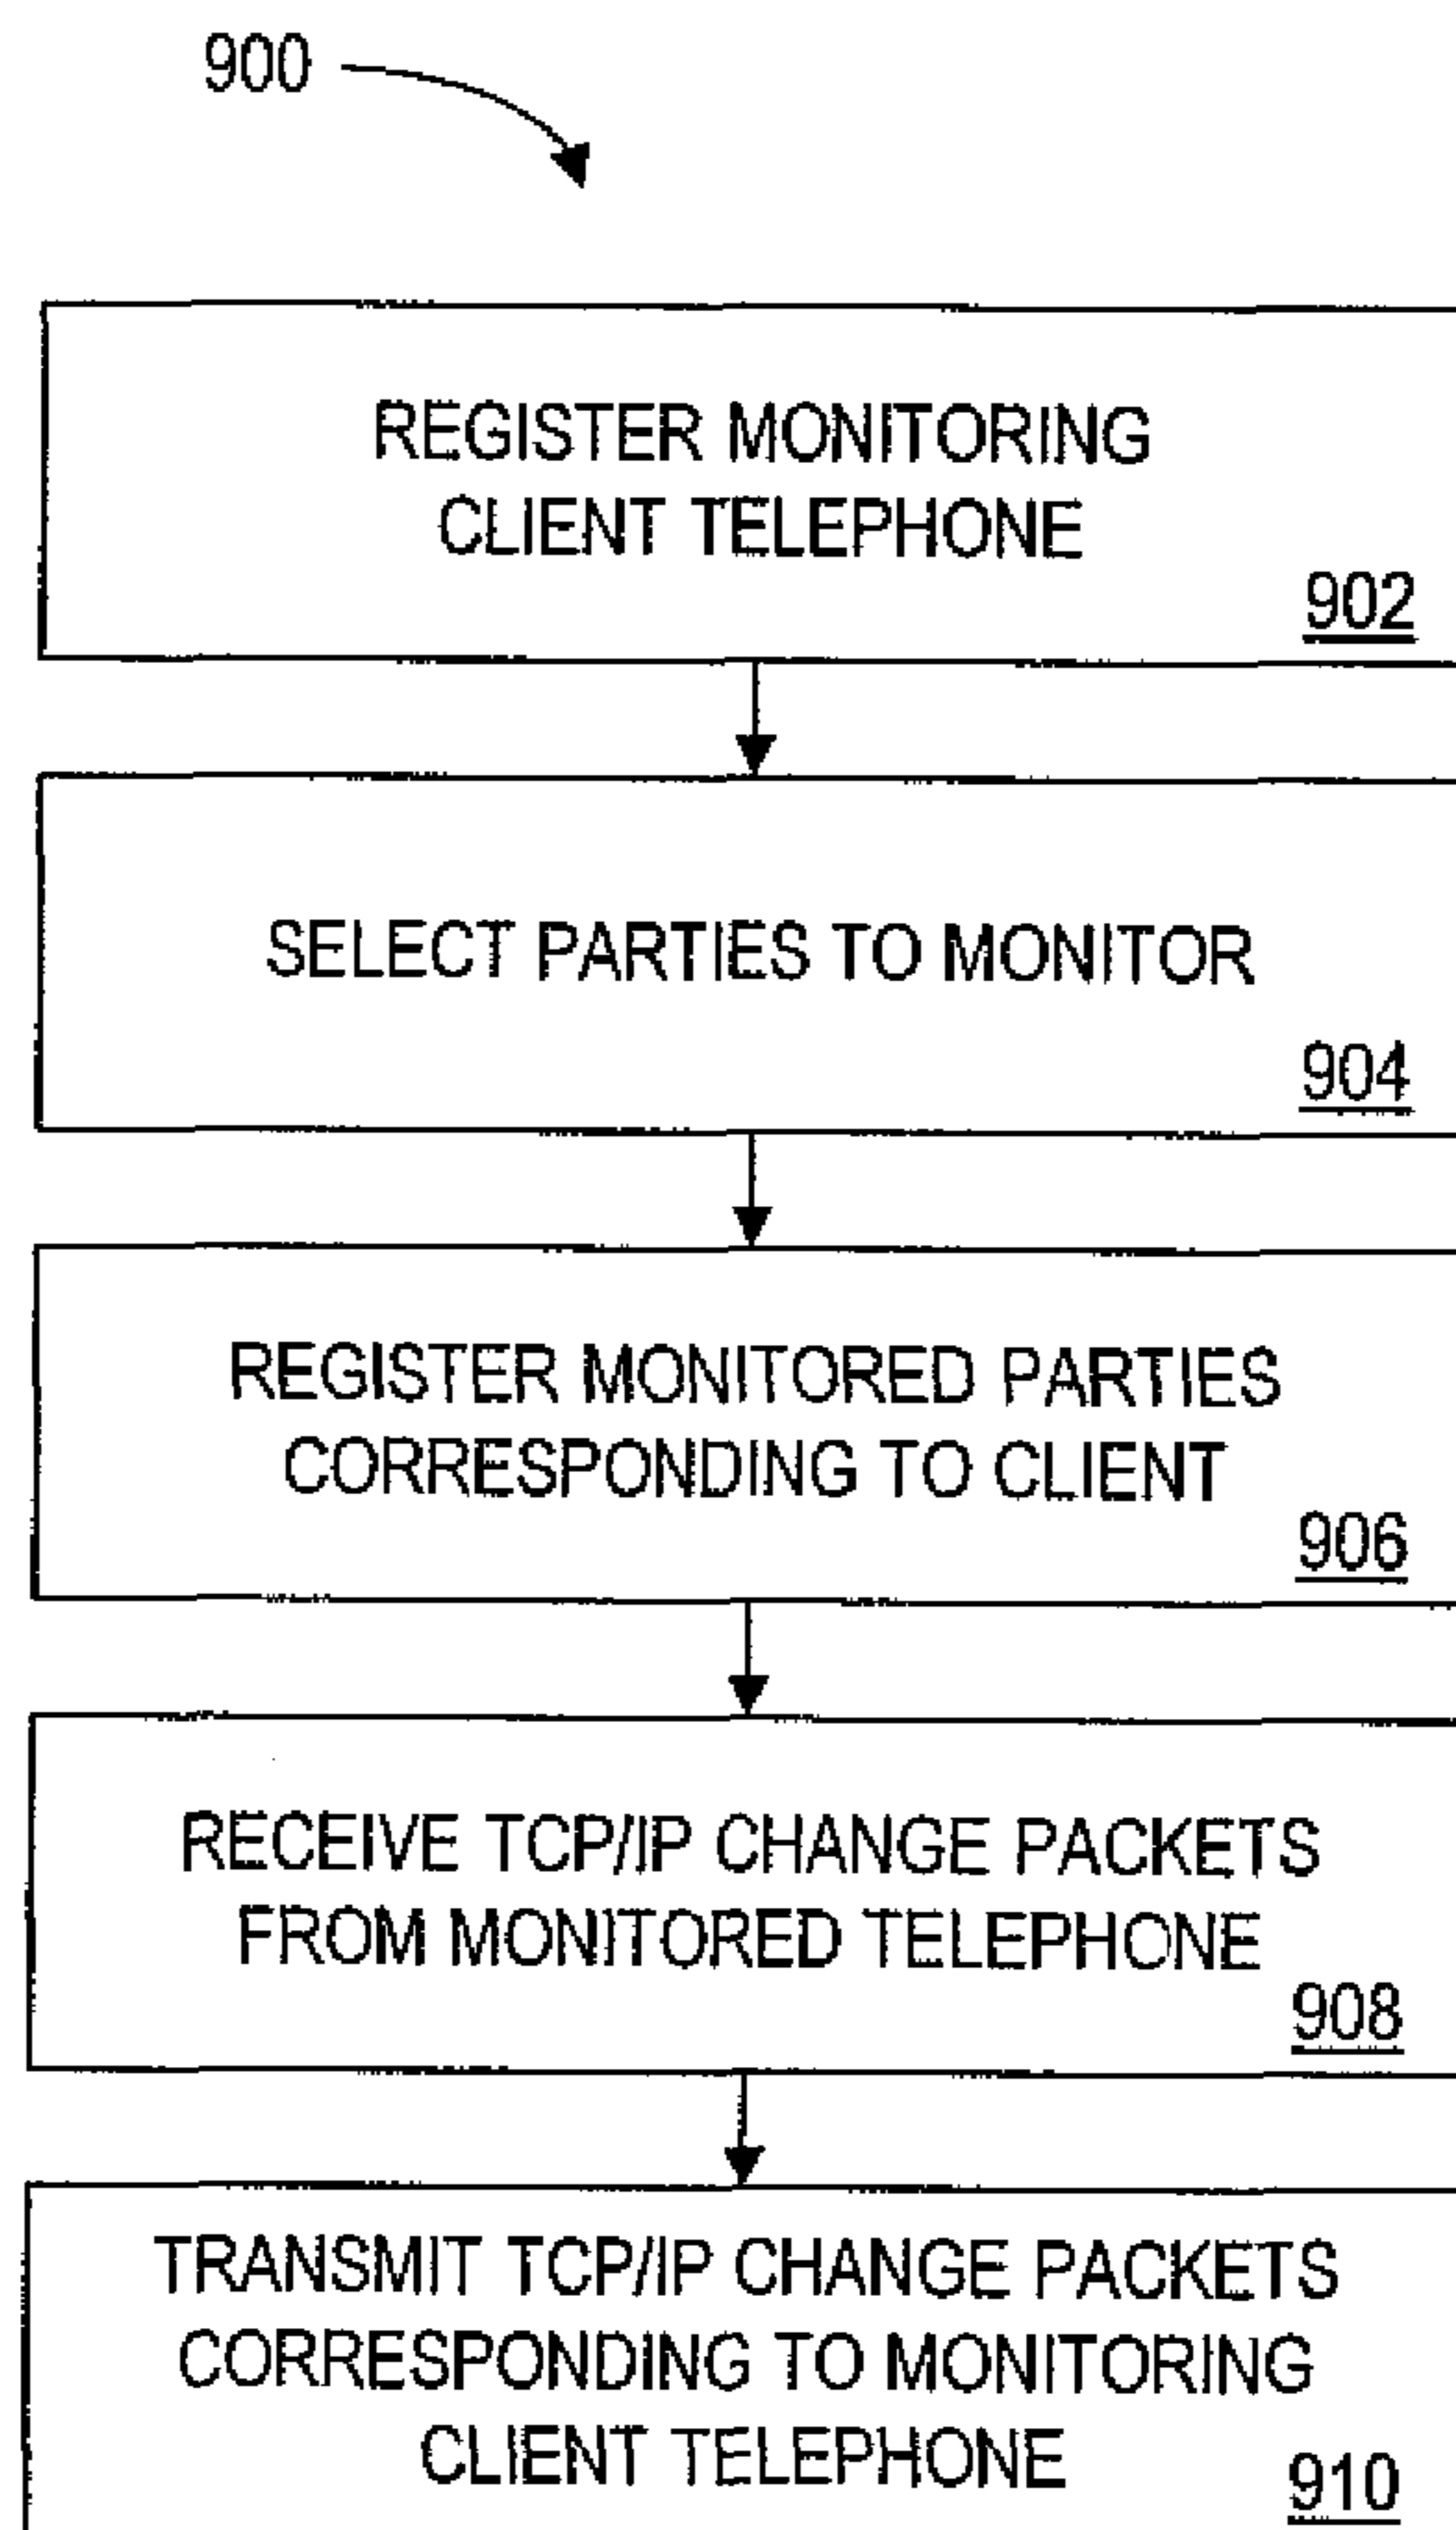 900
REGISTER MONITORING
CLIENT TELEPHONE
902
SELECT PARTIES TO MONITOR
904
REGISTER MONITORED PARTIES
CORRESPONDING TO CLIENT
906
RECEIVE TCP/IP CHANGE PACKETS
FROM MONITORED TELEPHONE
908
TRANSMIT TCP/IP CHANGE PACKETS
CORRESPONDING TO MONITORING
CLIENT TELEPHONE
910